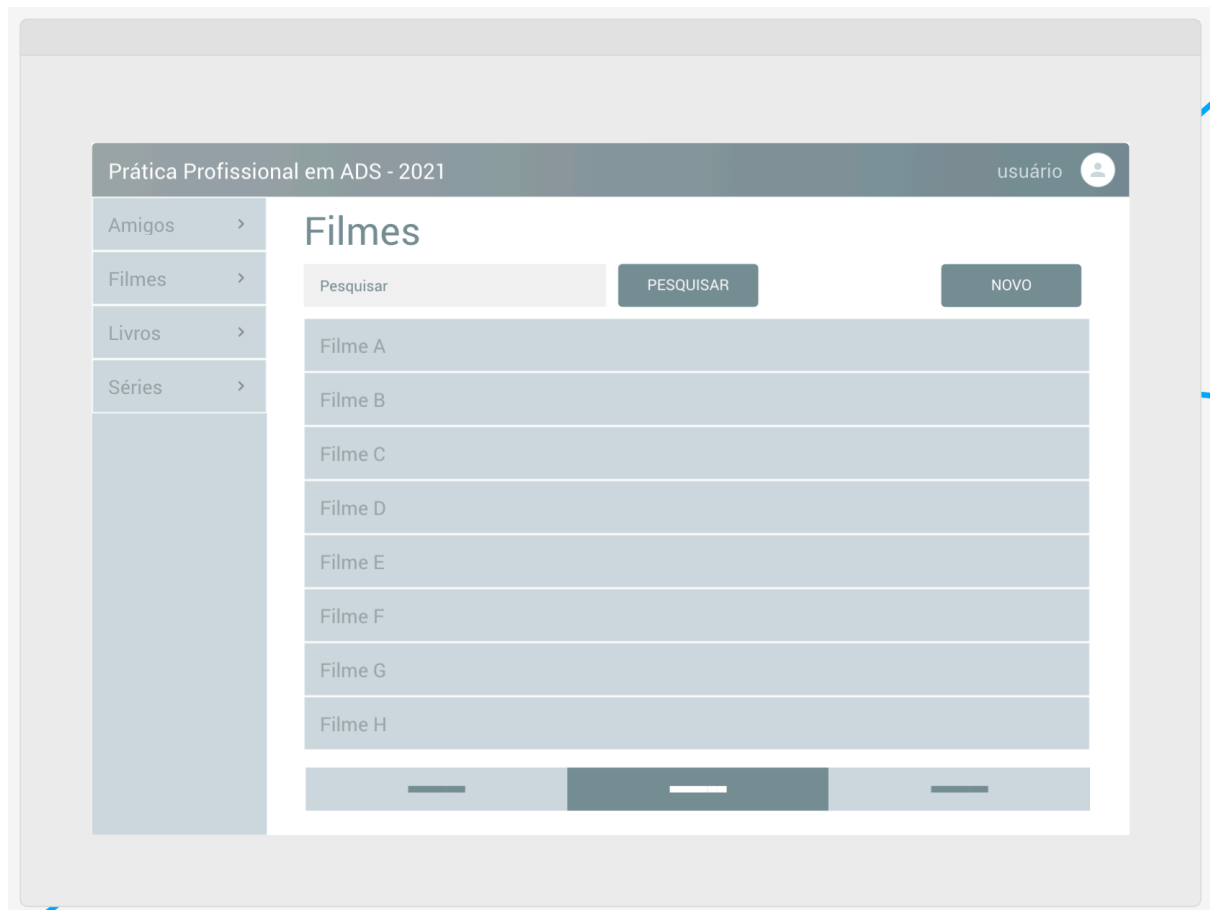 Prática Profissional em ADS - 2021
usuário
Amigos
Filmes
Livros
Séries
Filmes
Pesquisar
PESQUISAR
NOVO
Filme A
Filme B
Filme C
Filme D
Filme E
Filme F
Filme G
Filme H